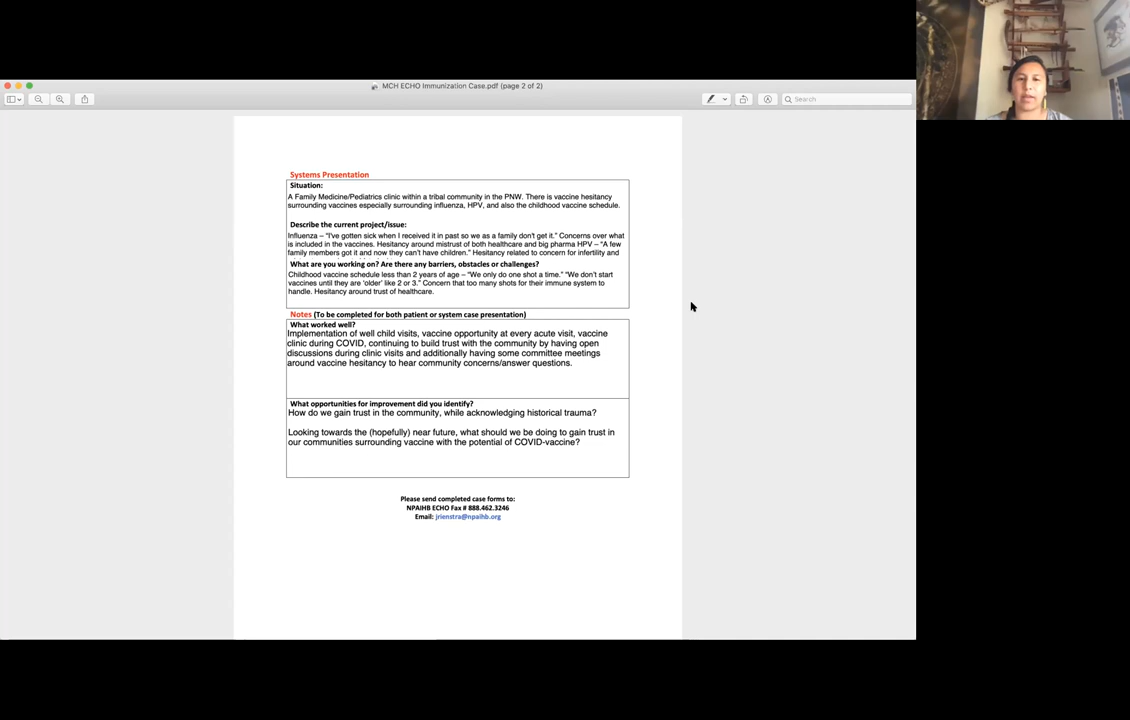 MCH ECHO Immunization Case.pdf (page 2 of 2)
Search
Systems Presentation
Situation:
A Family Medicine/Pediatrics clinic within a tribal community in the PNW. There is vaccine hesitancy
surrounding vaccines especially surrounding influenza, HPV, and also the childhood vaccine schedule.
Describe the current project/issue:
Influenza – “I've gotten sick when I received it in past so we as a family don't get it.” Concerns over what
is included in the vaccines. Hesitancy around mistrust of both healthcare and big pharma HPV – “A few
family members got it and now they can't have children.” Hesitancy related to concern for infertility and
What are you working on? Are there any barriers, obstacles or challenges?
Childhood vaccine schedule less than 2 years of age – “We only do one shot a time.” “We don't start
vaccines until they are 'older' like 2 or 3.” Concern that too many shots for their immune system to
handle. Hesitancy around trust of healthcare.
Notes (To be completed for both patient or system case presentation)
What worked well?
Implementation of well child visits, vaccine opportunity at every acute visit, vaccine
clinic during COVID, continuing to build trust with the community by having open
discussions during clinic visits and additionally having some committee meetings
around vaccine hesitancy to hear community concerns/answer questions.
What opportunities for improvement did you identify?
How do we gain trust in the community, while acknowledging historical trauma?
Looking towards the (hopefully) near future, what should we be doing to gain trust in
our communities surrounding vaccine with the potential of COVID-vaccine?
Please send completed case forms to:
NPAIHB ECHO Fax # 888.462.3246
Email: jrienstra@npaihb.org